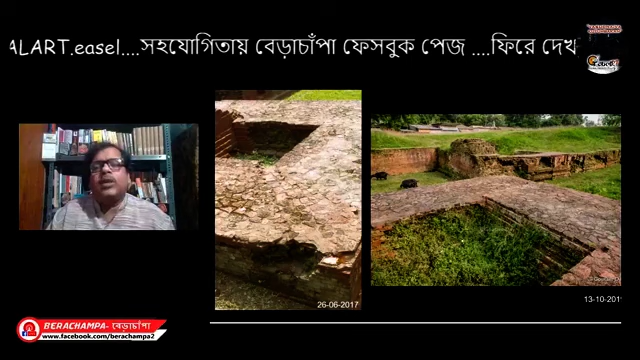 ALART.easel....সহযোগিতায় বেড়াচাঁপা ফেসবুক পেজ ....ফিরে দেখ
26-06-2017
13-10-201
BERACHAMPA- বেড়াচাঁপা
www.facebook.com/berachampa2